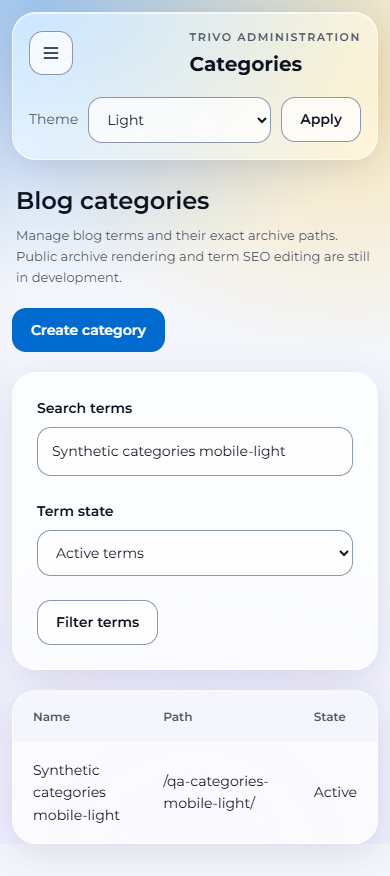 TRIVO ADMINISTRATION
Categories
Theme
Light
Apply
Blog categories
Manage blog terms and their exact archive paths.
Public archive rendering and term SEO editing are still
in development.
Create category
Search terms
Synthetic categories mobile-light
Term state
Active terms
Filter terms
Name Path State
Synthetic
categories
mobile-light
/qa-categories-
mobile-light/
Active